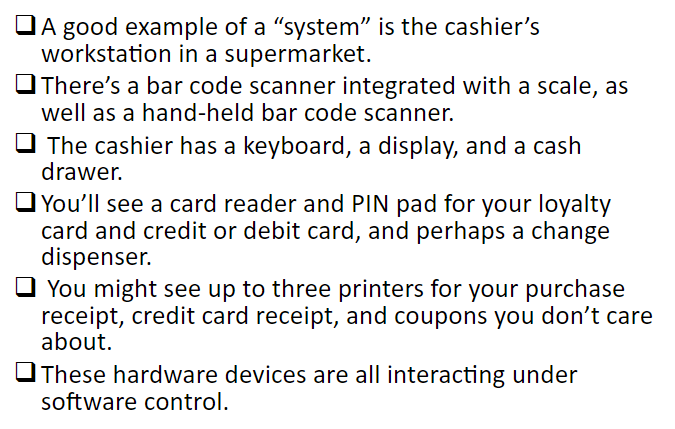 ❑ A good example of a “system” is the cashier’s
workstation in a supermarket.
❑ There’s a bar code scanner integrated with a scale, as
well as a hand-held bar code scanner.
❑ The cashier has a keyboard, a display, and a cash
drawer.
❑ You’ll see a card reader and PIN pad for your loyalty
card and credit or debit card, and perhaps a change
dispenser.
❑ You might see up to three printers for your purchase
receipt, credit card receipt, and coupons you don’t care
about.
❑ These hardware devices are all interacting under
software control.